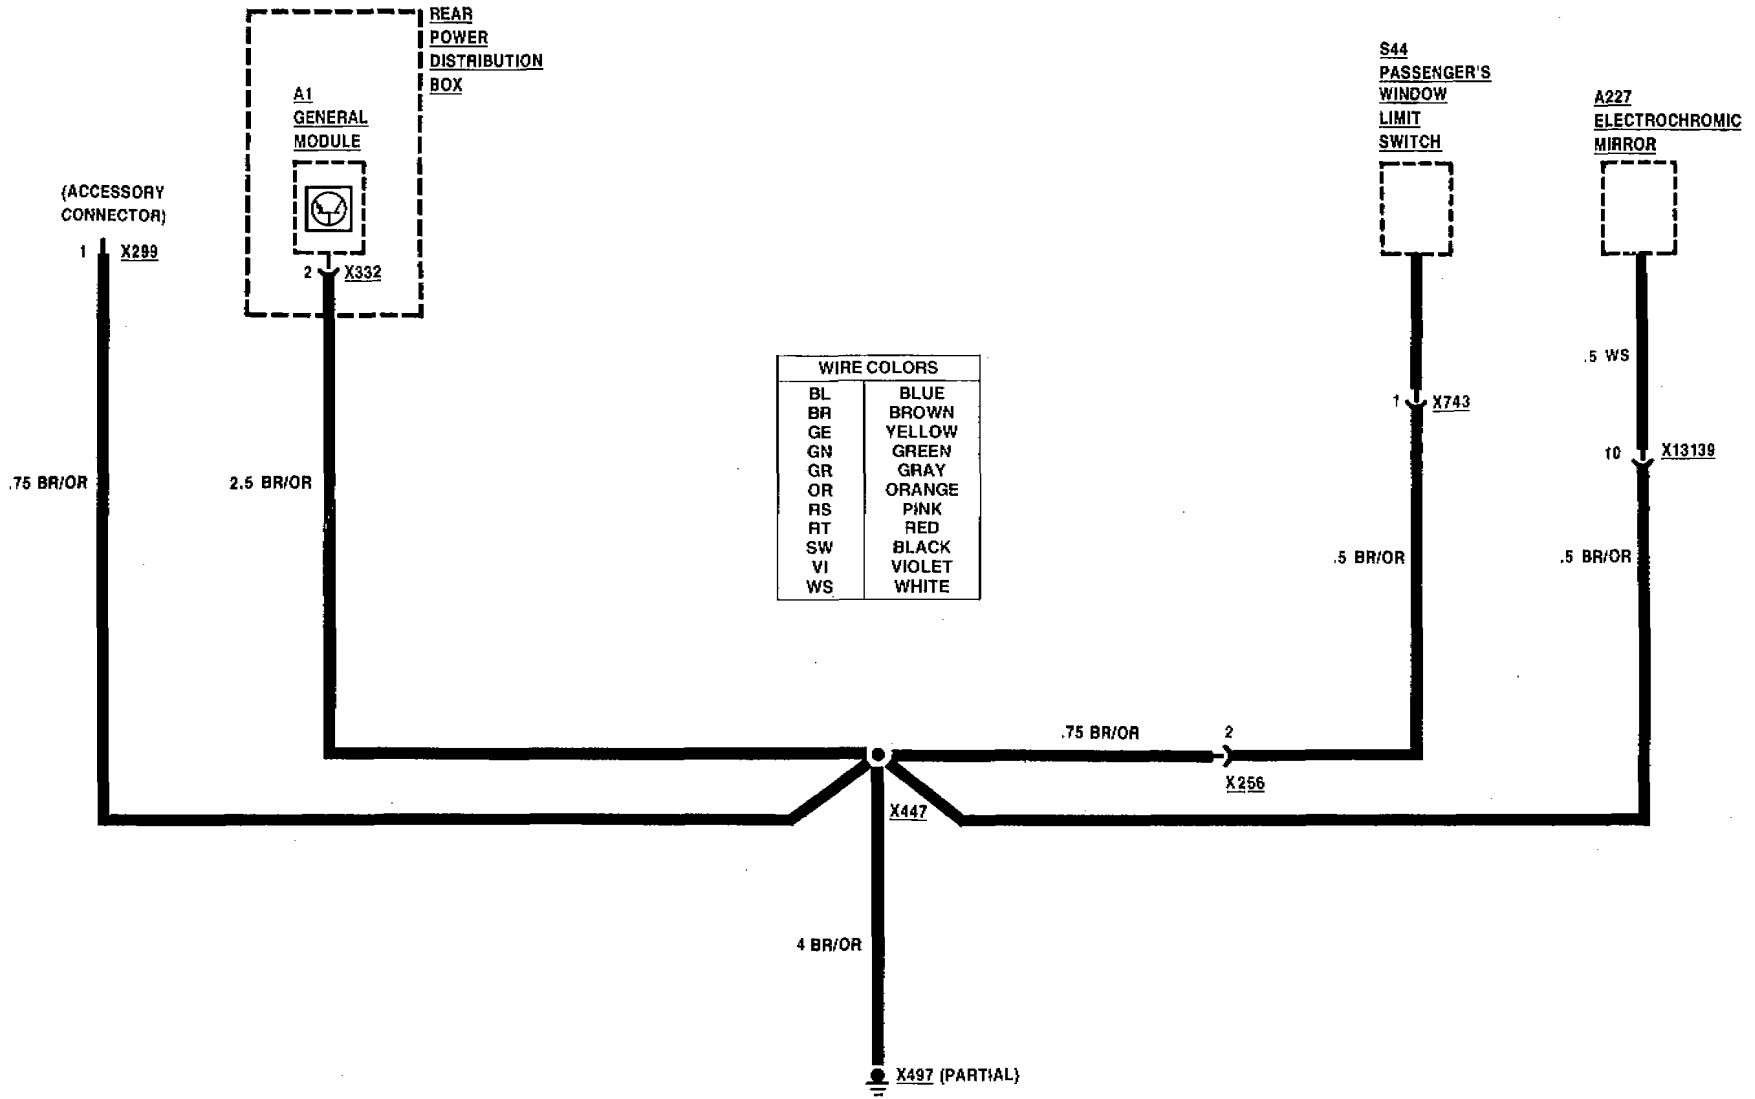 REAR
POWER
DISTRIBUTION
BOX
A1
GENERAL
MODULE
(ACCESSORY
CONNECTOR)
1 X299
2 X332
S44
PASSENGER'S
WINDOW
LIMIT
SWITCH
A227
ELECTROCHROMIC
MIRROR
.5 WS
1 X743
10 X13139
WIRE COLORS
BL BLUE
BR BROWN
GE YELLOW
GN GREEN
GR GRAY
OR ORANGE
RS PINK
RT RED
SW BLACK
VI VIOLET
WS WHITE
.75 BR/OR
2.5 BR/OR
.5 BR/OR
.5 BR/OR
.75 BR/OR
2
X256
X447
4 BR/OR
X497 (PARTIAL)